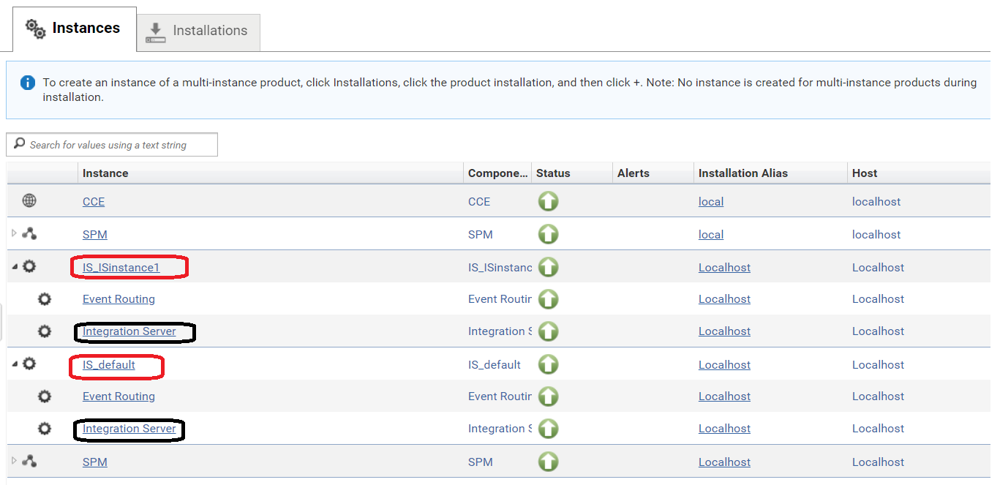 Instances
Installations
To create an instance of a multi-instance product, click Installations, click the product installation, and then click +. Note: No instance is created for multi-instance products during
installation.
Search for values using a text string
Instance Compone... Status Alerts Installation Alias Host
CCE CCE local localhost
SPM SPM local localhost
IS_ISinstance1 IS_ISinstanc Localhost Localhost
Event Routing Event Routin Localhost Localhost
Integration Server Integration S Localhost Localhost
IS_default IS_default Localhost Localhost
Event Routing Event Routin Localhost Localhost
Integration Server Integration S Localhost Localhost
SPM SPM Localhost Localhost